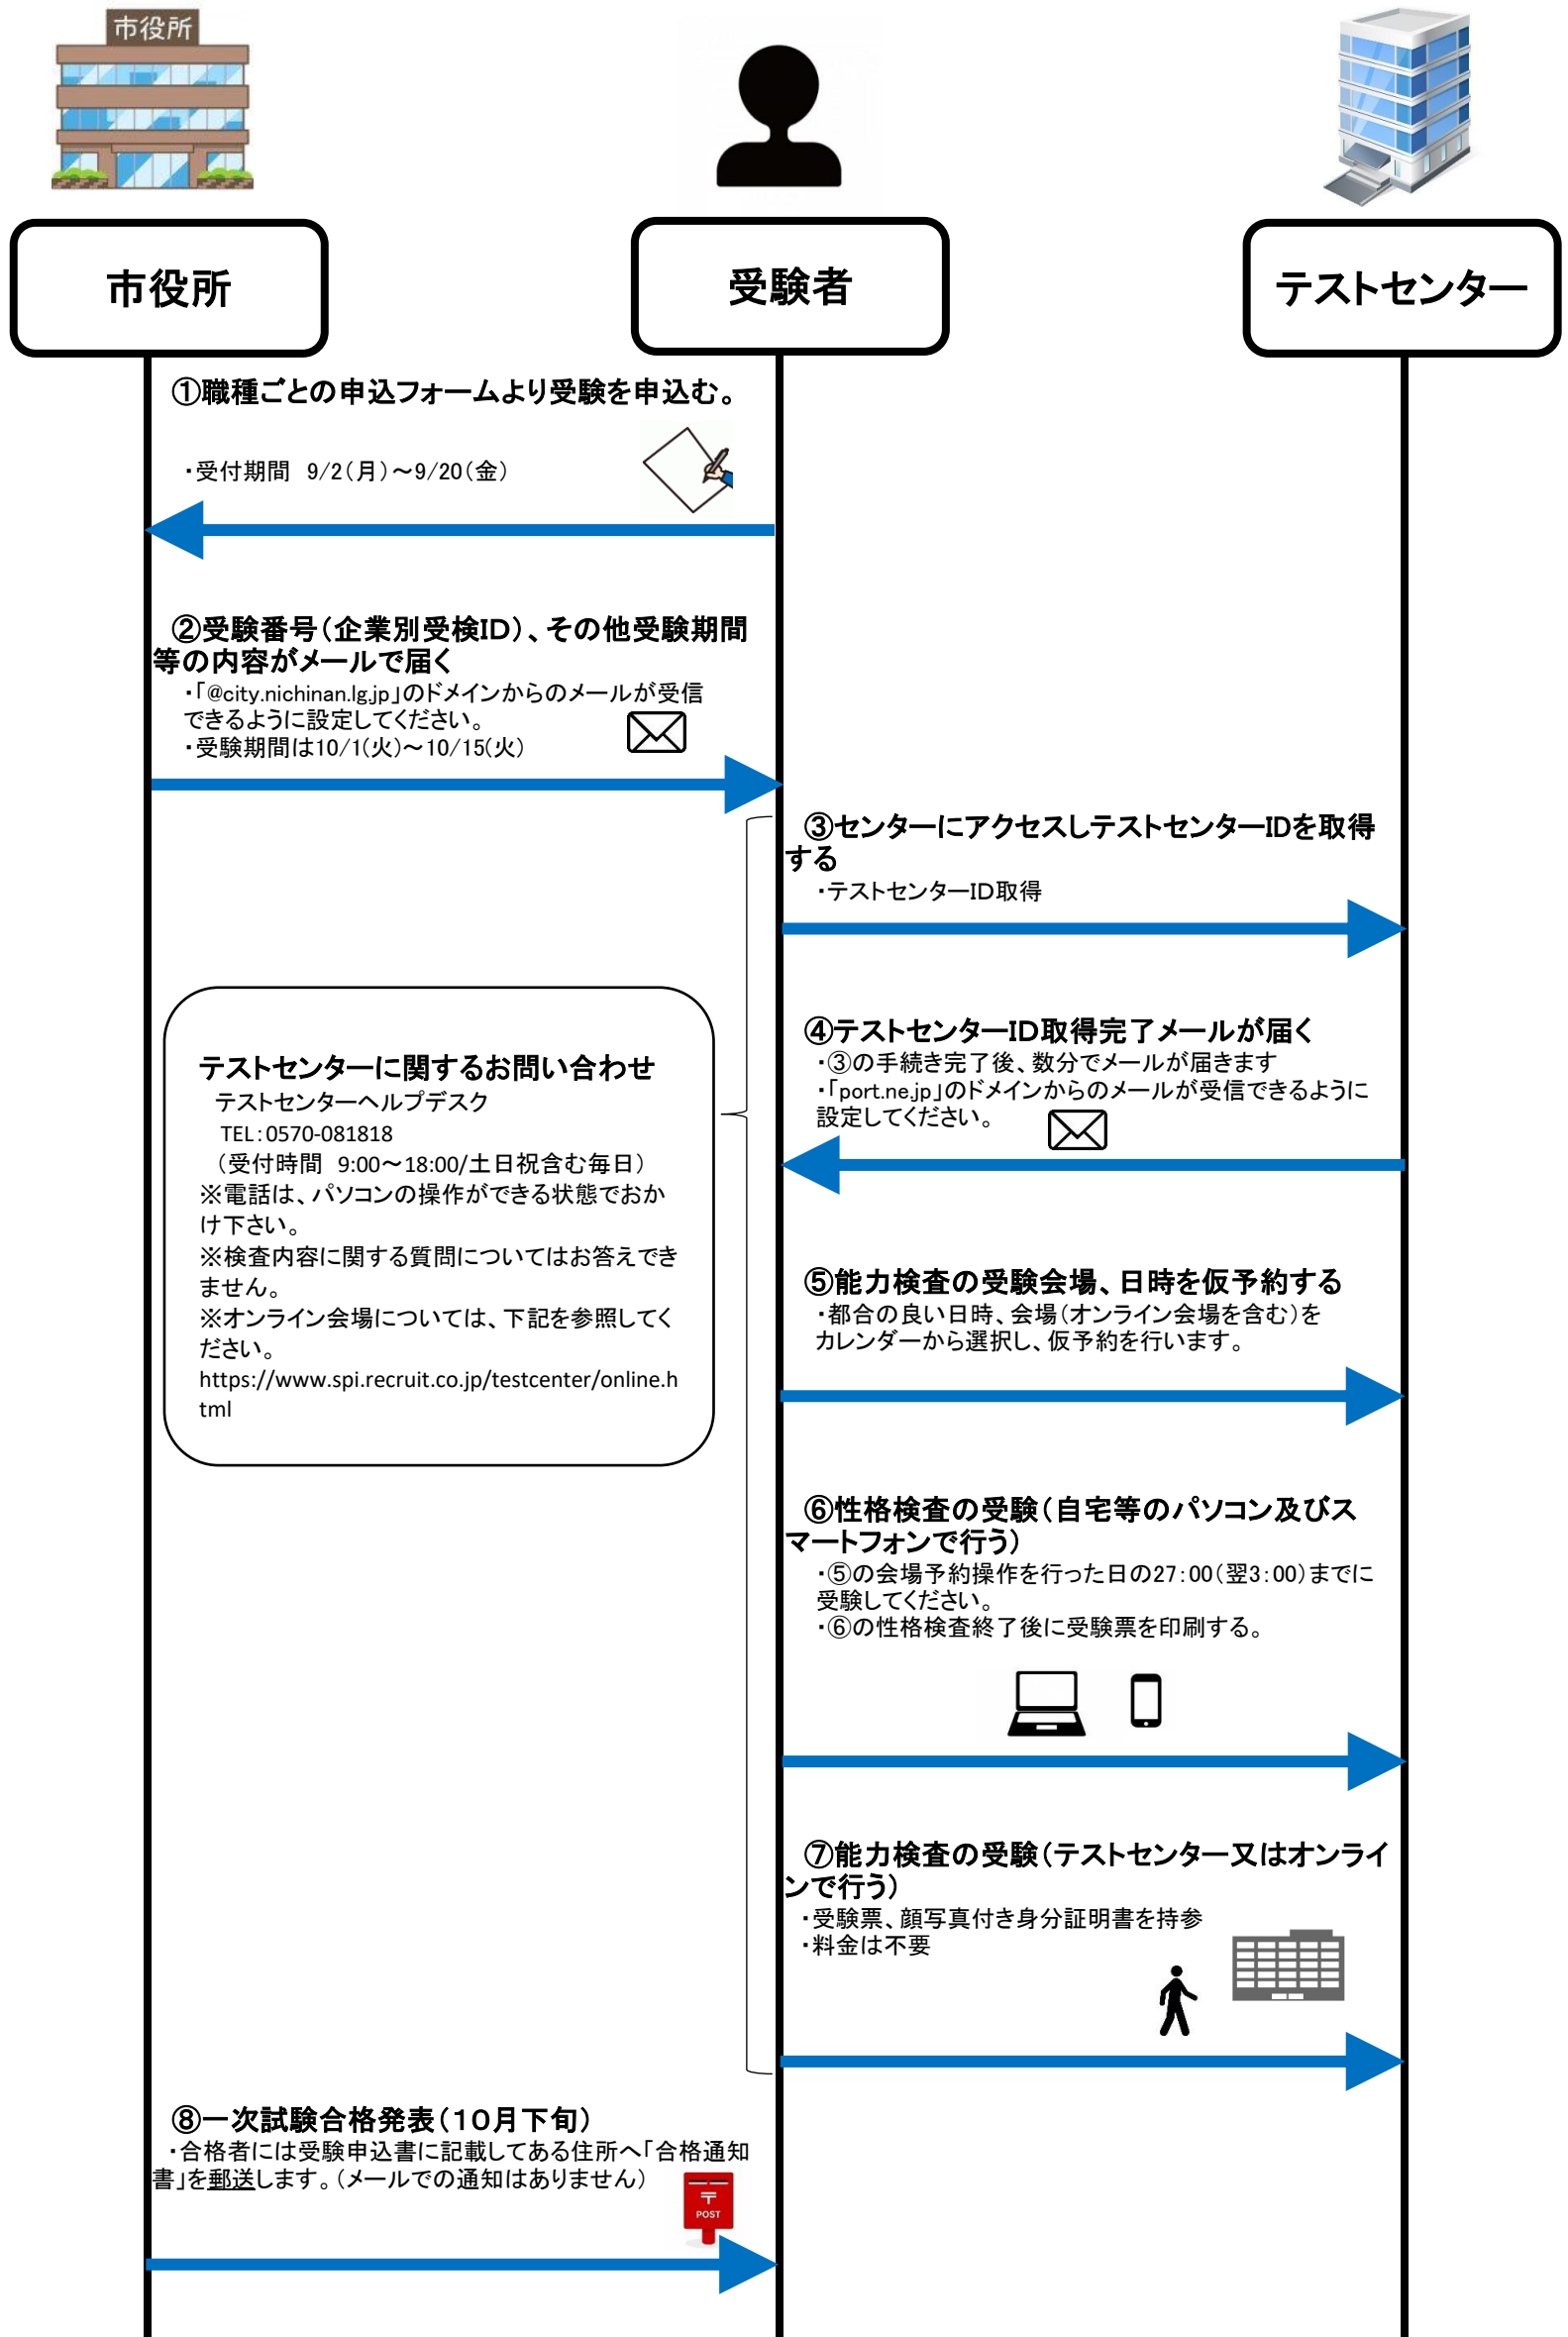 市役所
市役所
受験者
テストセンター
①職種ごとの申込フォームより受験を申込む。
・受付期間　9/2(月)～9/20(金)
②受験番号(企業別受検ID)、その他受験期間
等の内容がメールで届く
・「@city.nichinan.lg.jp」のドメインからのメールが受信
できるように設定してください。
・受験期間は10/1(火)～10/15(火)
③センターにアクセスしテストセンターIDを取得
する
・テストセンターID取得
④テストセンターID取得完了メールが届く
・③の手続き完了後、数分でメールが届きます
・「port.ne.jp」のドメインからのメールが受信できるように
設定してください。
テストセンターに関するお問い合わせ
テストセンターヘルプデスク
TEL：0570-081818
（受付時間　9:00～18:00/土日祝含む毎日）
※電話は、パソコンの操作ができる状態でおか
け下さい。
※検査内容に関する質問についてはお答えでき
ません。
※オンライン会場については、下記を参照してく
ださい。
https://www.spi.recruit.co.jp/testcenter/online.h
tml
⑤能力検査の受験会場、日時を仮予約する
・都合の良い日時、会場(オンライン会場を含む)を
カレンダーから選択し、仮予約を行います。
⑥性格検査の受験(自宅等のパソコン及びス
マートフォンで行う)
・⑤の会場予約操作を行った日の27:00(翌3:00)までに
受験してください。
・⑥の性格検査終了後に受験票を印刷する。
⑦能力検査の受験(テストセンター又はオンライ
ンで行う)
・受験票、顔写真付き身分証明書を持参
・料金は不要
⑧一次試験合格発表(10月下旬)
・合格者には受験申込書に記載してある住所へ「合格通知
書」を郵送します。(メールでの通知はありません)
〒
POST